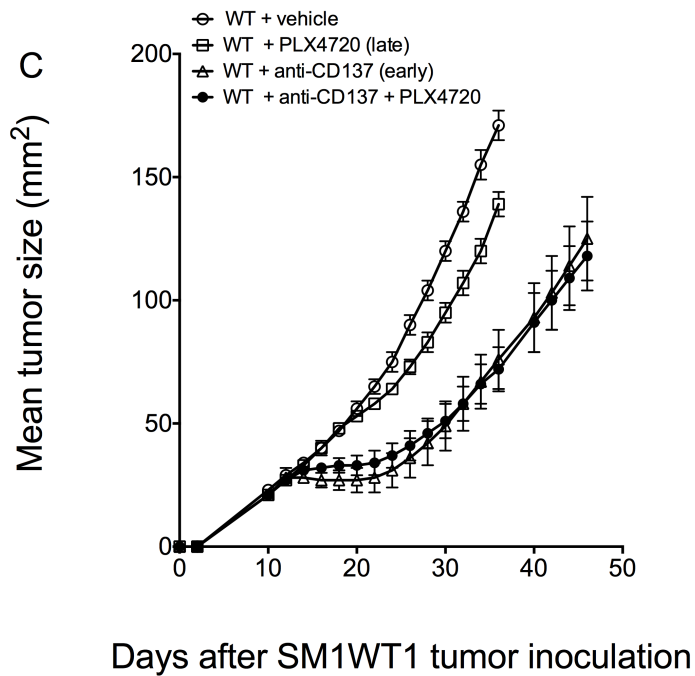 C
WT + vehicle
WT + PLX4720 (late)
WT + anti-CD137 (early)
WT + anti-CD137 + PLX4720
Mean tumor size (mm²)
200
150
100
50
0
0 10 20 30 40 50
Days after SM1WT1 tumor inoculation